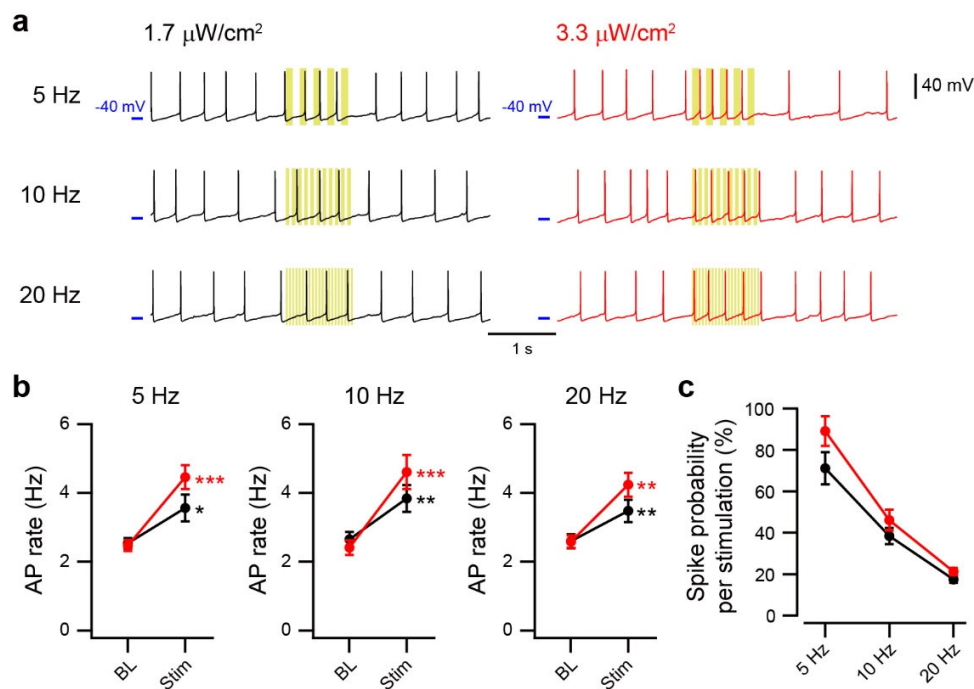 a
1.7 μW/cm²
3.3 μW/cm²
5 Hz
-40 mV
-40 mV
40 mV
10 Hz
20 Hz
1 s
b
5 Hz
10 Hz
20 Hz
c
AP rate (Hz)
6
4
2
0
***
*
BL
Stim
AP rate (Hz)
6
4
2
0
***
**
BL
Stim
AP rate (Hz)
6
4
2
0
**
**
BL
Stim
Spike probability
per stimulation (%)
100
80
60
40
20
0
5 Hz
10 Hz
20 Hz